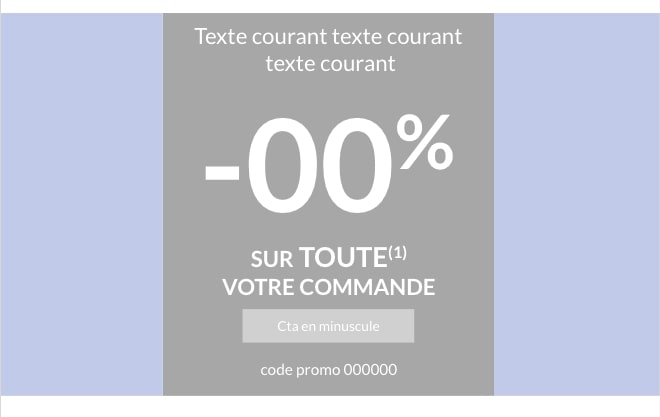 Texte courant texte courant
texte courant
-00%
SUR TOUTE(1)
VOTRE COMMANDE
Cta en minuscule
code promo 000000